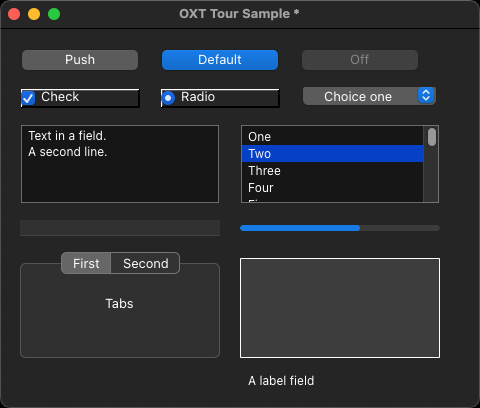 OXT Tour Sample *
Push
Default
Off
Check
Radio
Choice one
Text in a field.
A second line.
One
Two
Three
Four
First
Second
Tabs
A label field